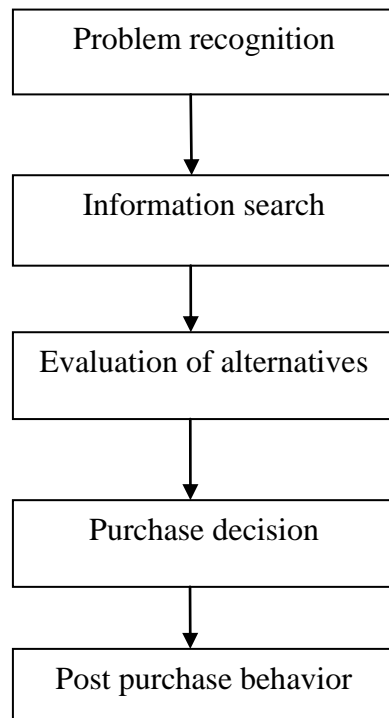 Problem recognition
Information search
Evaluation of alternatives
Purchase decision
Post purchase behavior